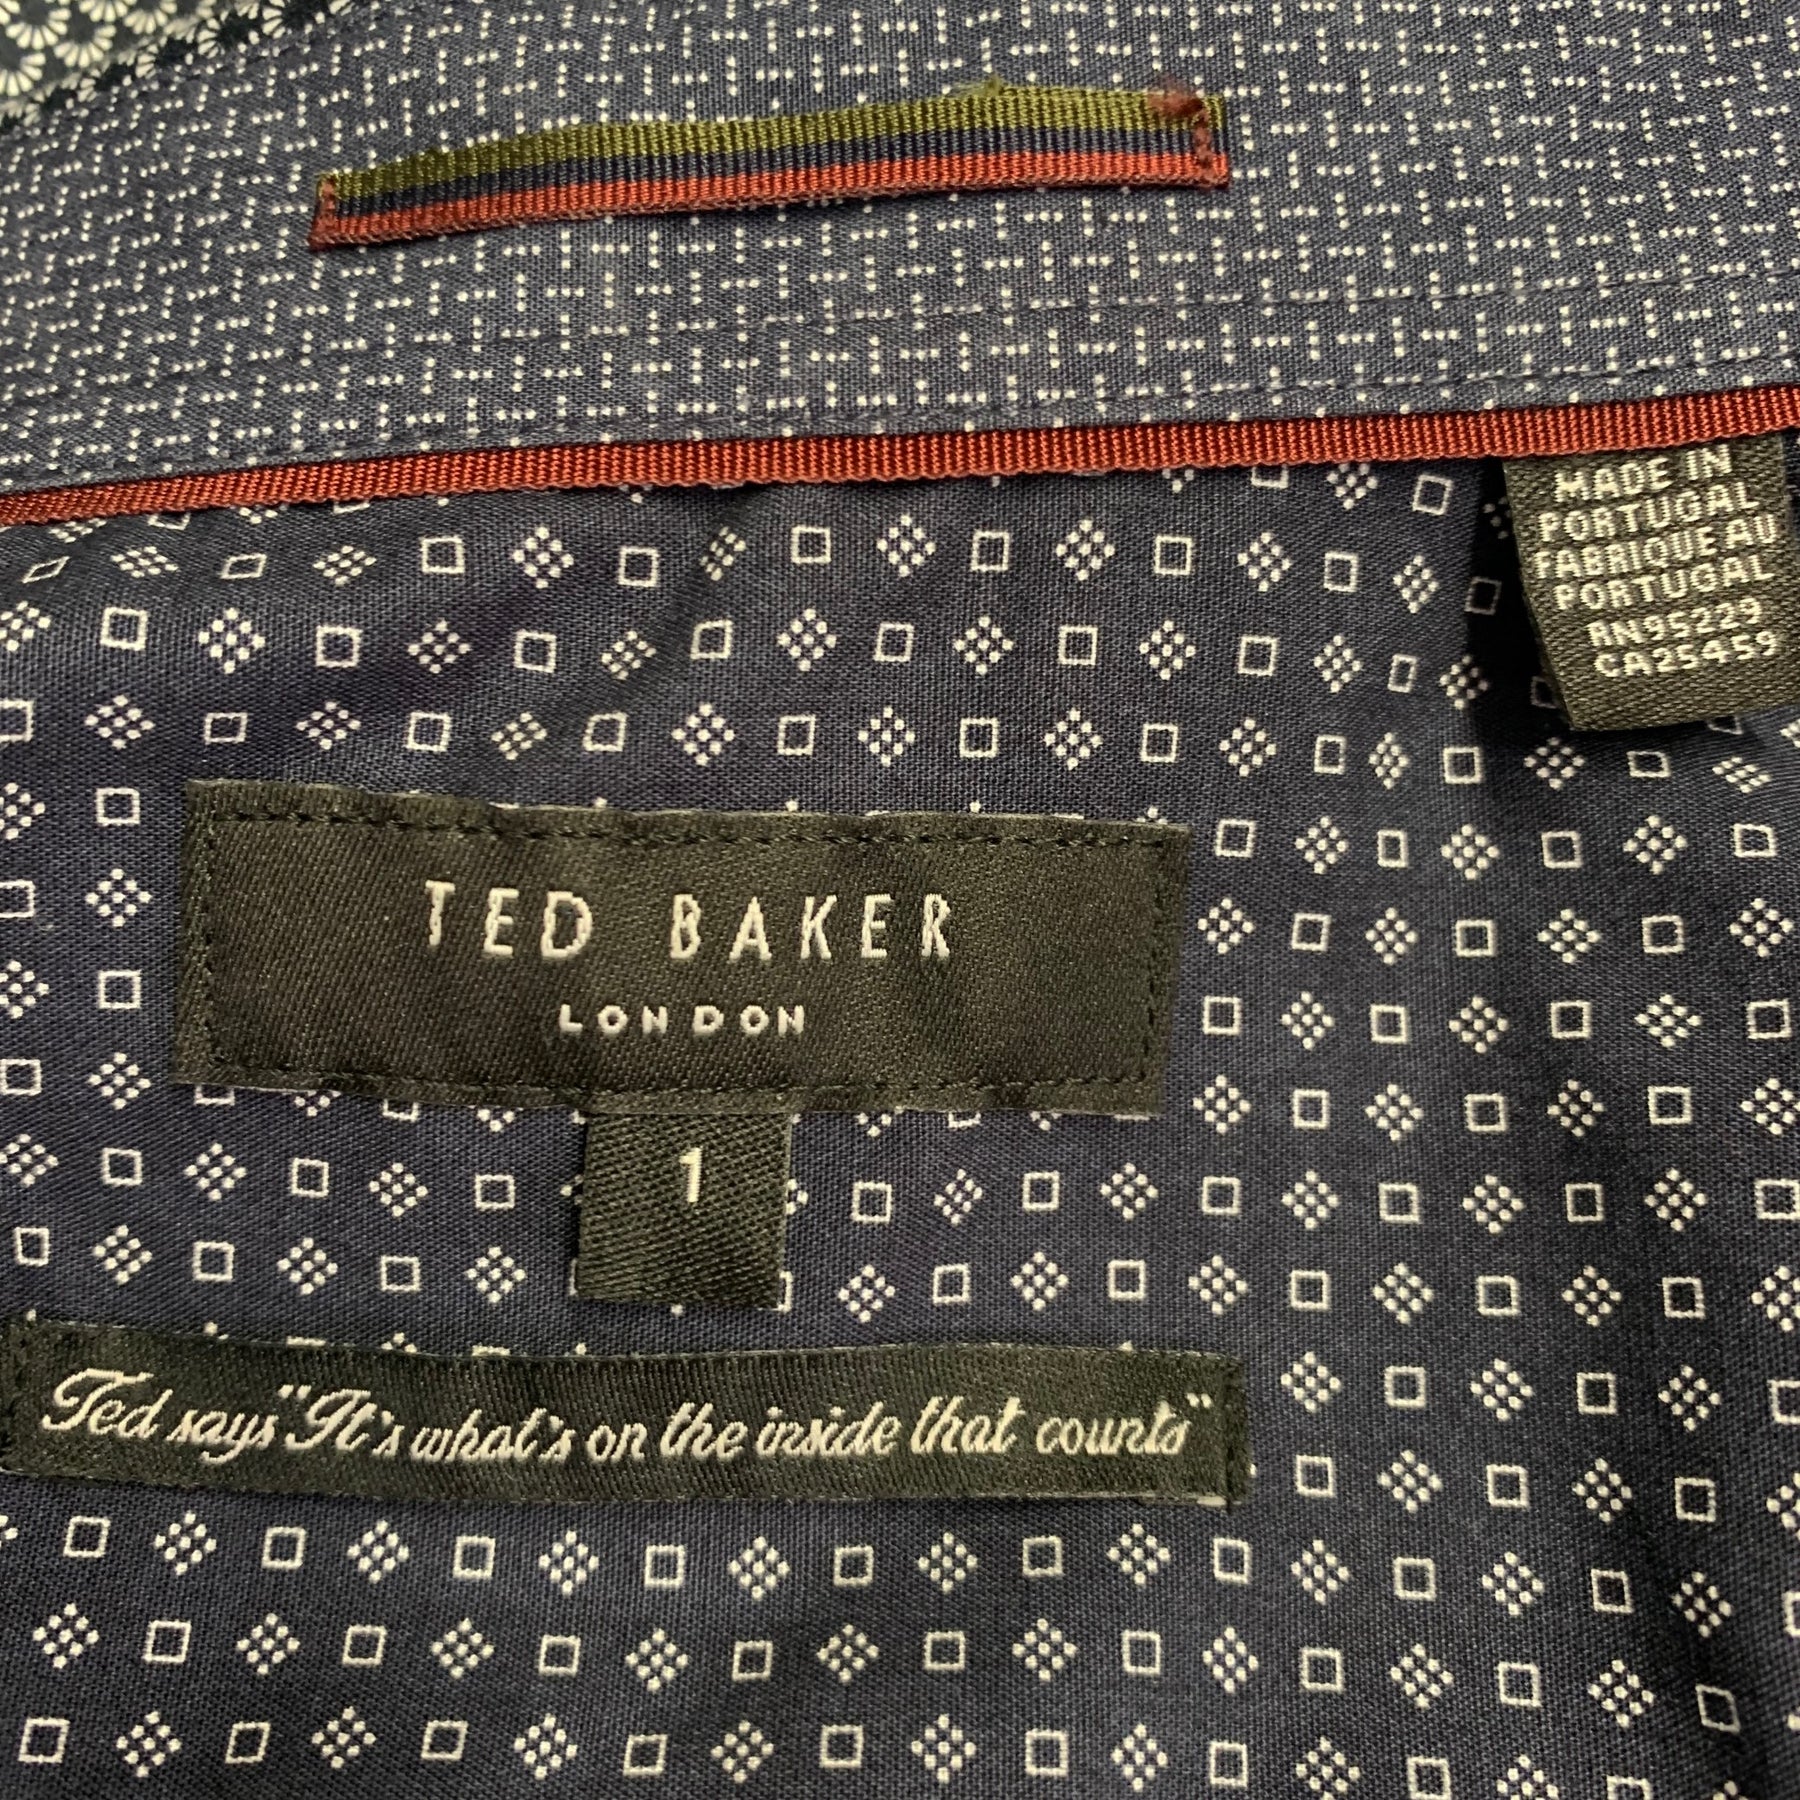 MADE IN
PORTUGAL
FABRIQUE AU
PORTUGAL
RN95229
CA25459
TED BAKER
LONDON
1
Ted says "It's what's on the inside that counts"